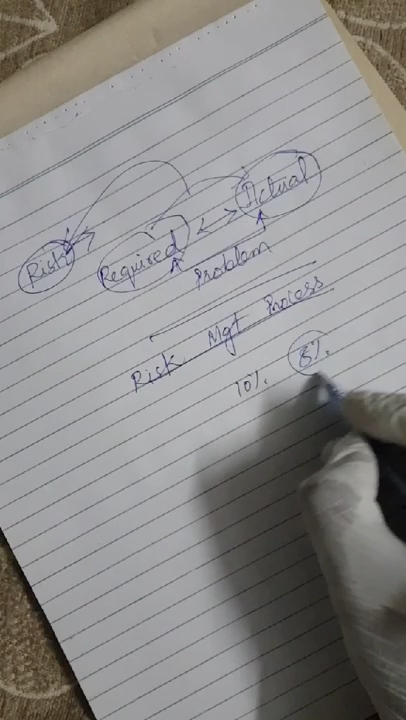 Risk Required <> Actual
Problem
Risk Mgt Process
10%. 8%.